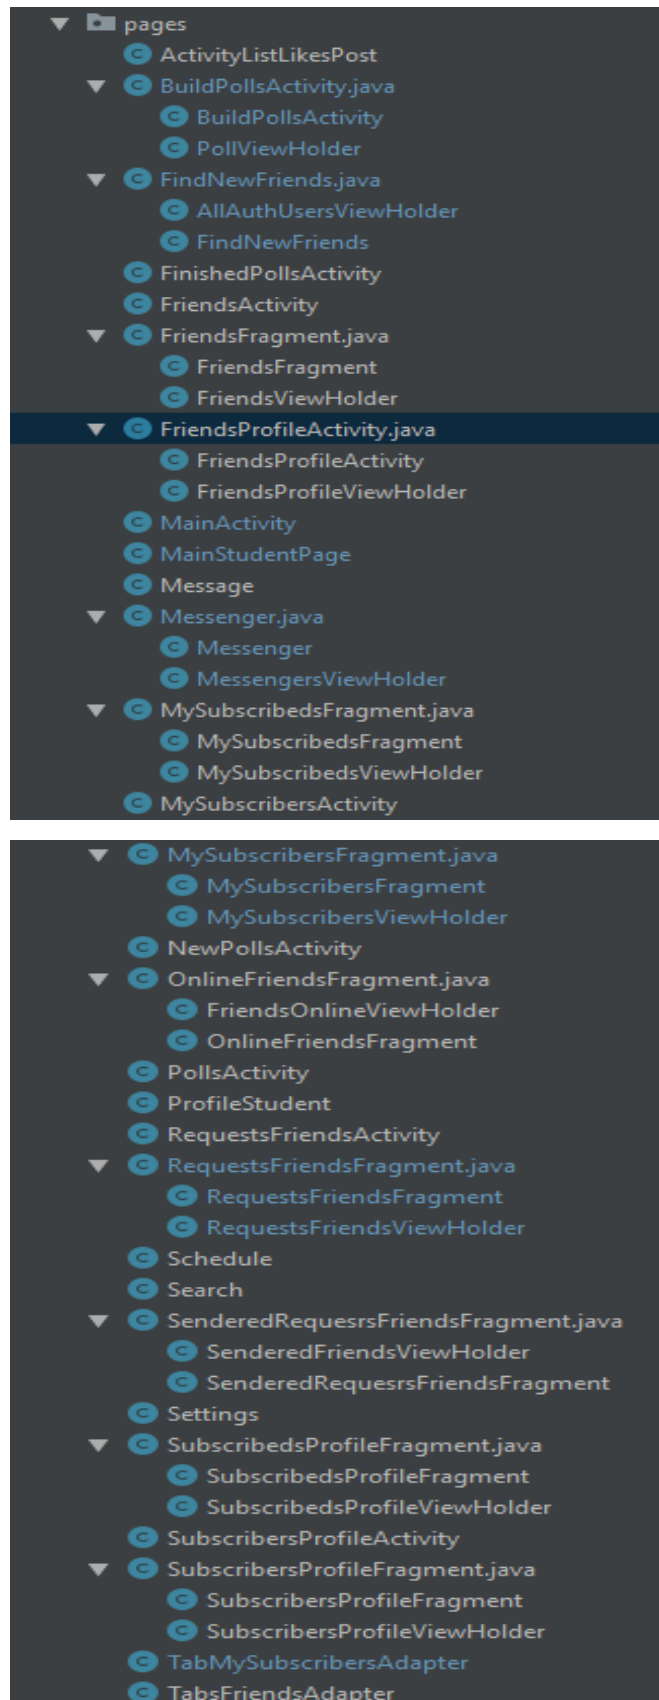 pages
ActivityListLikesPost
BuildPollsActivity.java
BuildPollsActivity
PollViewHolder
FindNewFriends.java
AllAuthUsersViewHolder
FindNewFriends
FinishedPollsActivity
FriendsActivity
FriendsFragment.java
FriendsFragment
FriendsViewHolder
FriendsProfileActivity.java
FriendsProfileActivity
FriendsProfileViewHolder
MainActivity
MainStudentPage
Message
Messenger.java
Messenger
MessengersViewHolder
MySubscribedsFragment.java
MySubscribedsFragment
MySubscribedsViewHolder
MySubscribersActivity
MySubscribersFragment.java
MySubscribersFragment
MySubscribersViewHolder
NewPollsActivity
OnlineFriendsFragment.java
FriendsOnlineViewHolder
OnlineFriendsFragment
PollsActivity
ProfileStudent
RequestsFriendsActivity
RequestsFriendsFragment.java
RequestsFriendsFragment
RequestsFriendsViewHolder
Schedule
Search
SenderedRequesrsFriendsFragment.java
SenderedFriendsViewHolder
SenderedRequesrsFriendsFragment
Settings
SubscribedsProfileFragment.java
SubscribedsProfileFragment
SubscribedsProfileViewHolder
SubscribersProfileActivity
SubscribersProfileFragment.java
SubscribersProfileFragment
SubscribersProfileViewHolder
TabMySubscribersAdapter
TabsFriendsAdapter